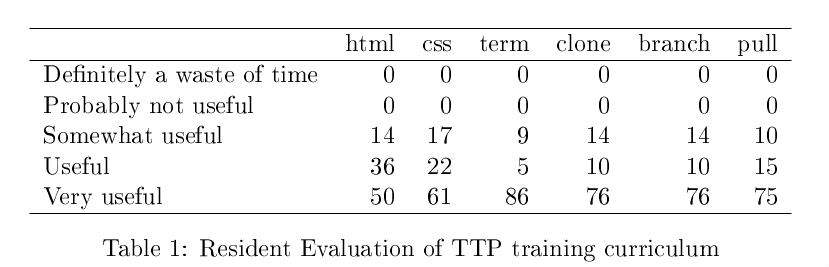 html css term clone branch pull
Definitely a waste of time 0 0 0 0 0 0
Probably not useful 0 0 0 0 0 0
Somewhat useful 14 17 9 14 14 10
Useful 36 22 5 10 10 15
Very useful 50 61 86 76 76 75
Table 1: Resident Evaluation of TTP training curriculum